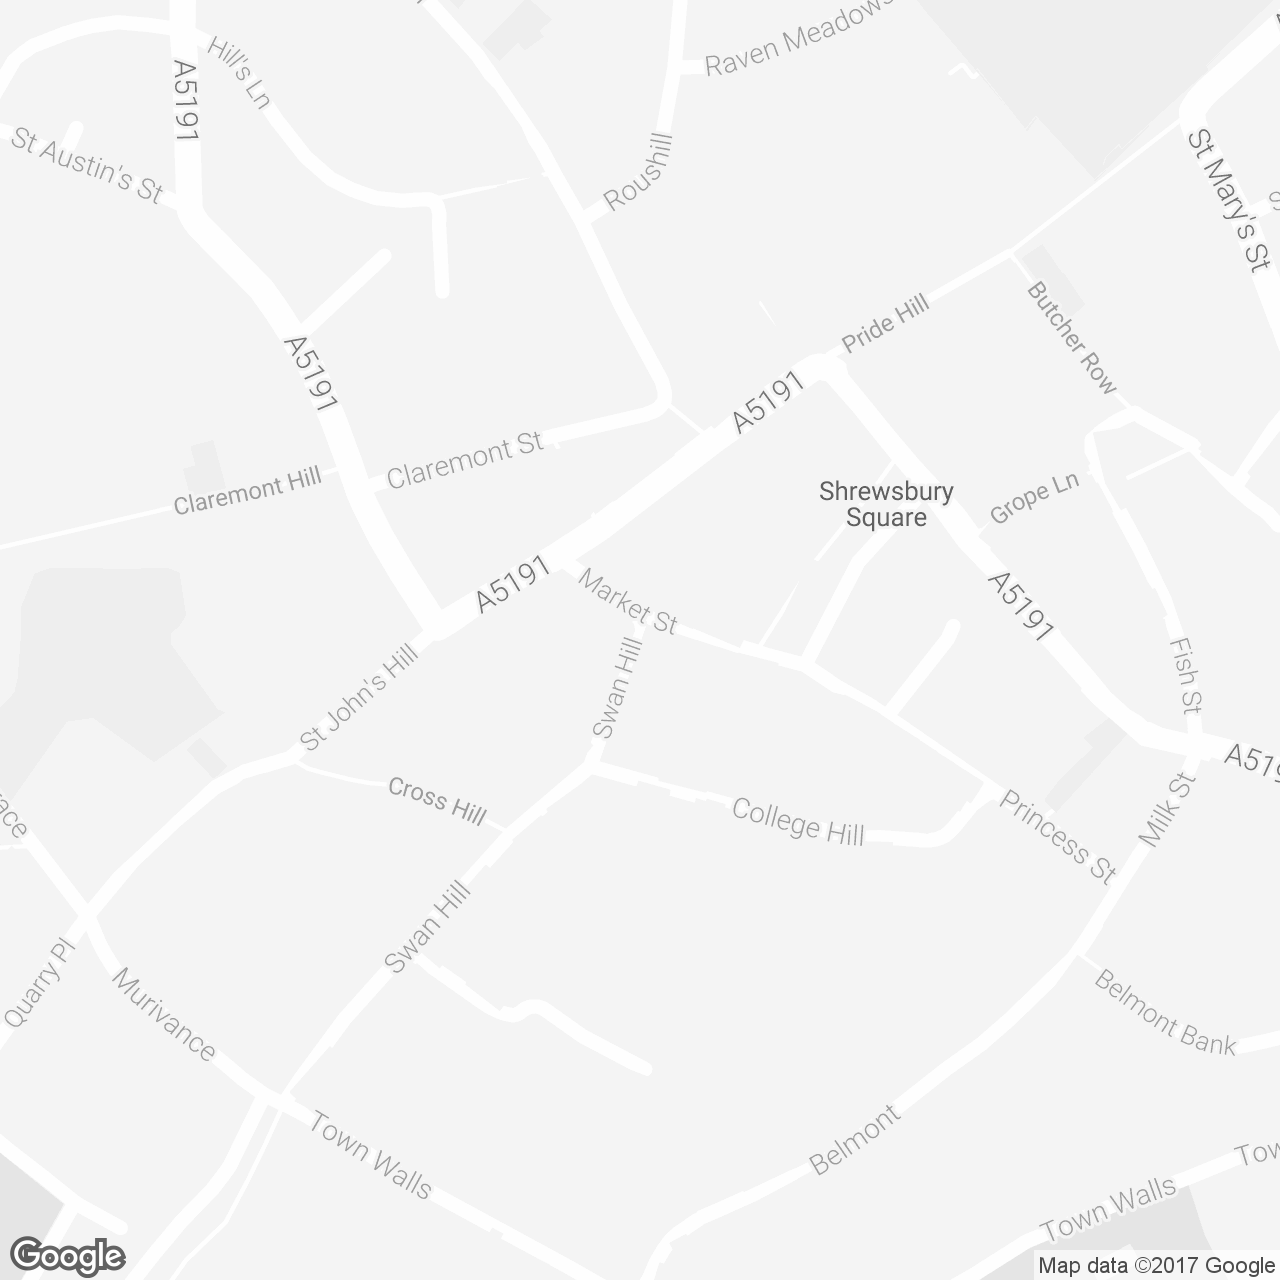 Raven Meadows
Hill's Ln
A5191
St Austin's St
Roushill
St Mary's St
Butcher Row
Pride Hill
A5191
A5191
Claremont St
Claremont Hill
Grope Ln
Shrewsbury
Square
A5191
Market St
A5191
Swan Hill
Fish St
St John's Hill
A519
Cross Hill
College Hill
Princess St
Milk St
Swan Hill
Quarry Pl
Murivance
Belmont Bank
Town Walls
Belmont
Town Walls
Tow
Google
Map data ©2017 Google